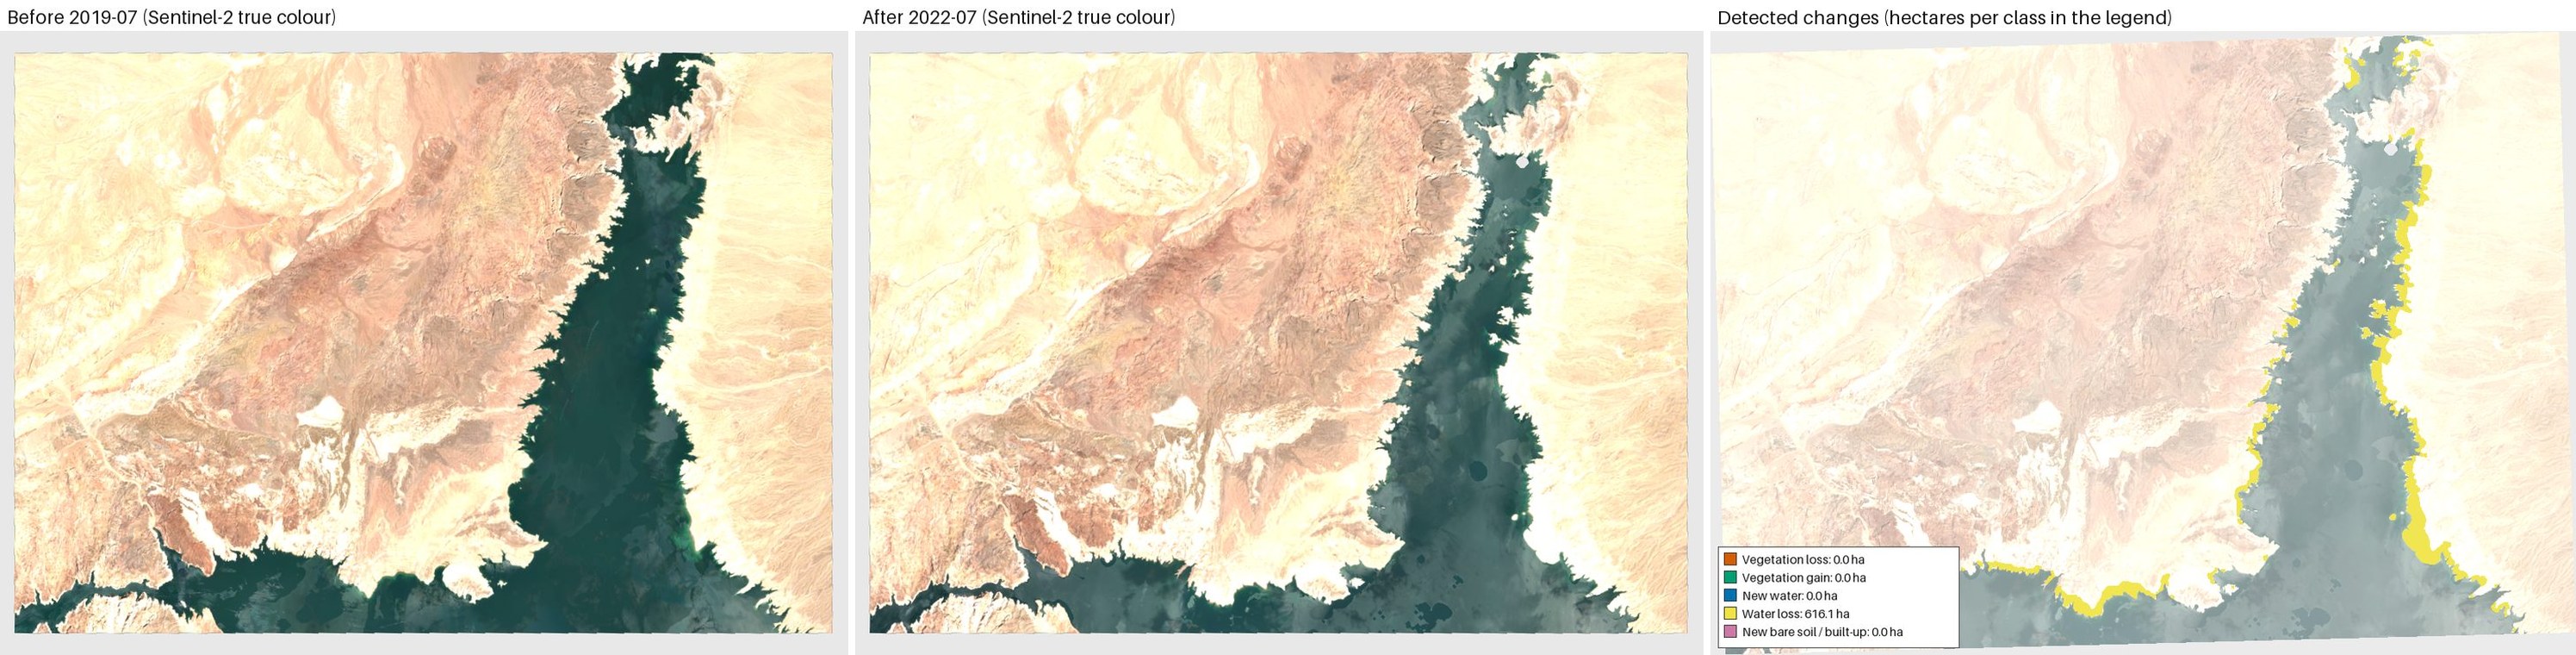 Before 2019-07 (Sentinel-2 true colour)
After 2022-07 (Sentinel-2 true colour)
Detected changes (hectares per class in the legend)
Vegetation loss: 0.0 ha
Vegetation gain: 0.0 ha
New water: 0.0 ha
Water loss: 616.1 ha
New bare soil / built-up: 0.0 ha